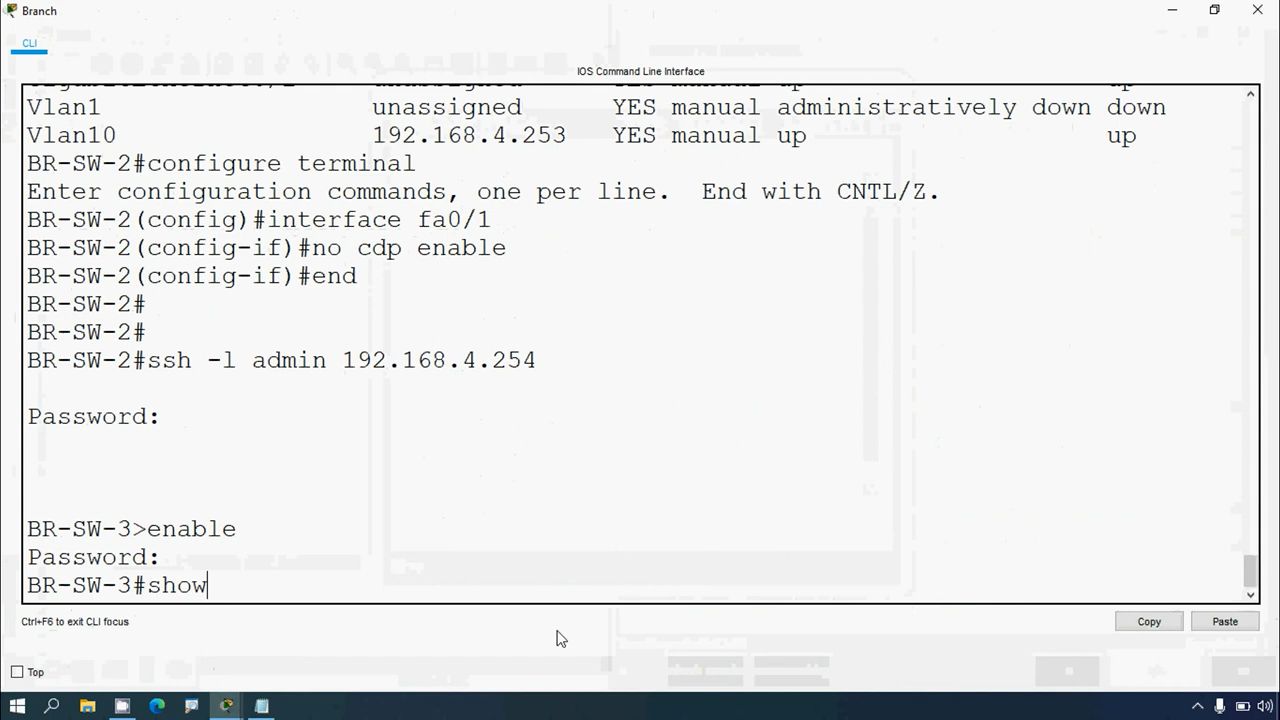 Branch
CLI
IOS Command Line Interface
Vlan1 unassigned YES manual administratively down down
Vlan10 192.168.4.253 YES manual up up
BR-SW-2#configure terminal
Enter configuration commands, one per line. End with CNTL/Z.
BR-SW-2(config)#interface fa0/1
BR-SW-2(config-if)#no cdp enable
BR-SW-2(config-if)#end
BR-SW-2#
BR-SW-2#
BR-SW-2#ssh -l admin 192.168.4.254
Password:
BR-SW-3>enable
Password:
BR-SW-3#show
Ctrl+F6 to exit CLI focus
Copy
Paste
Top